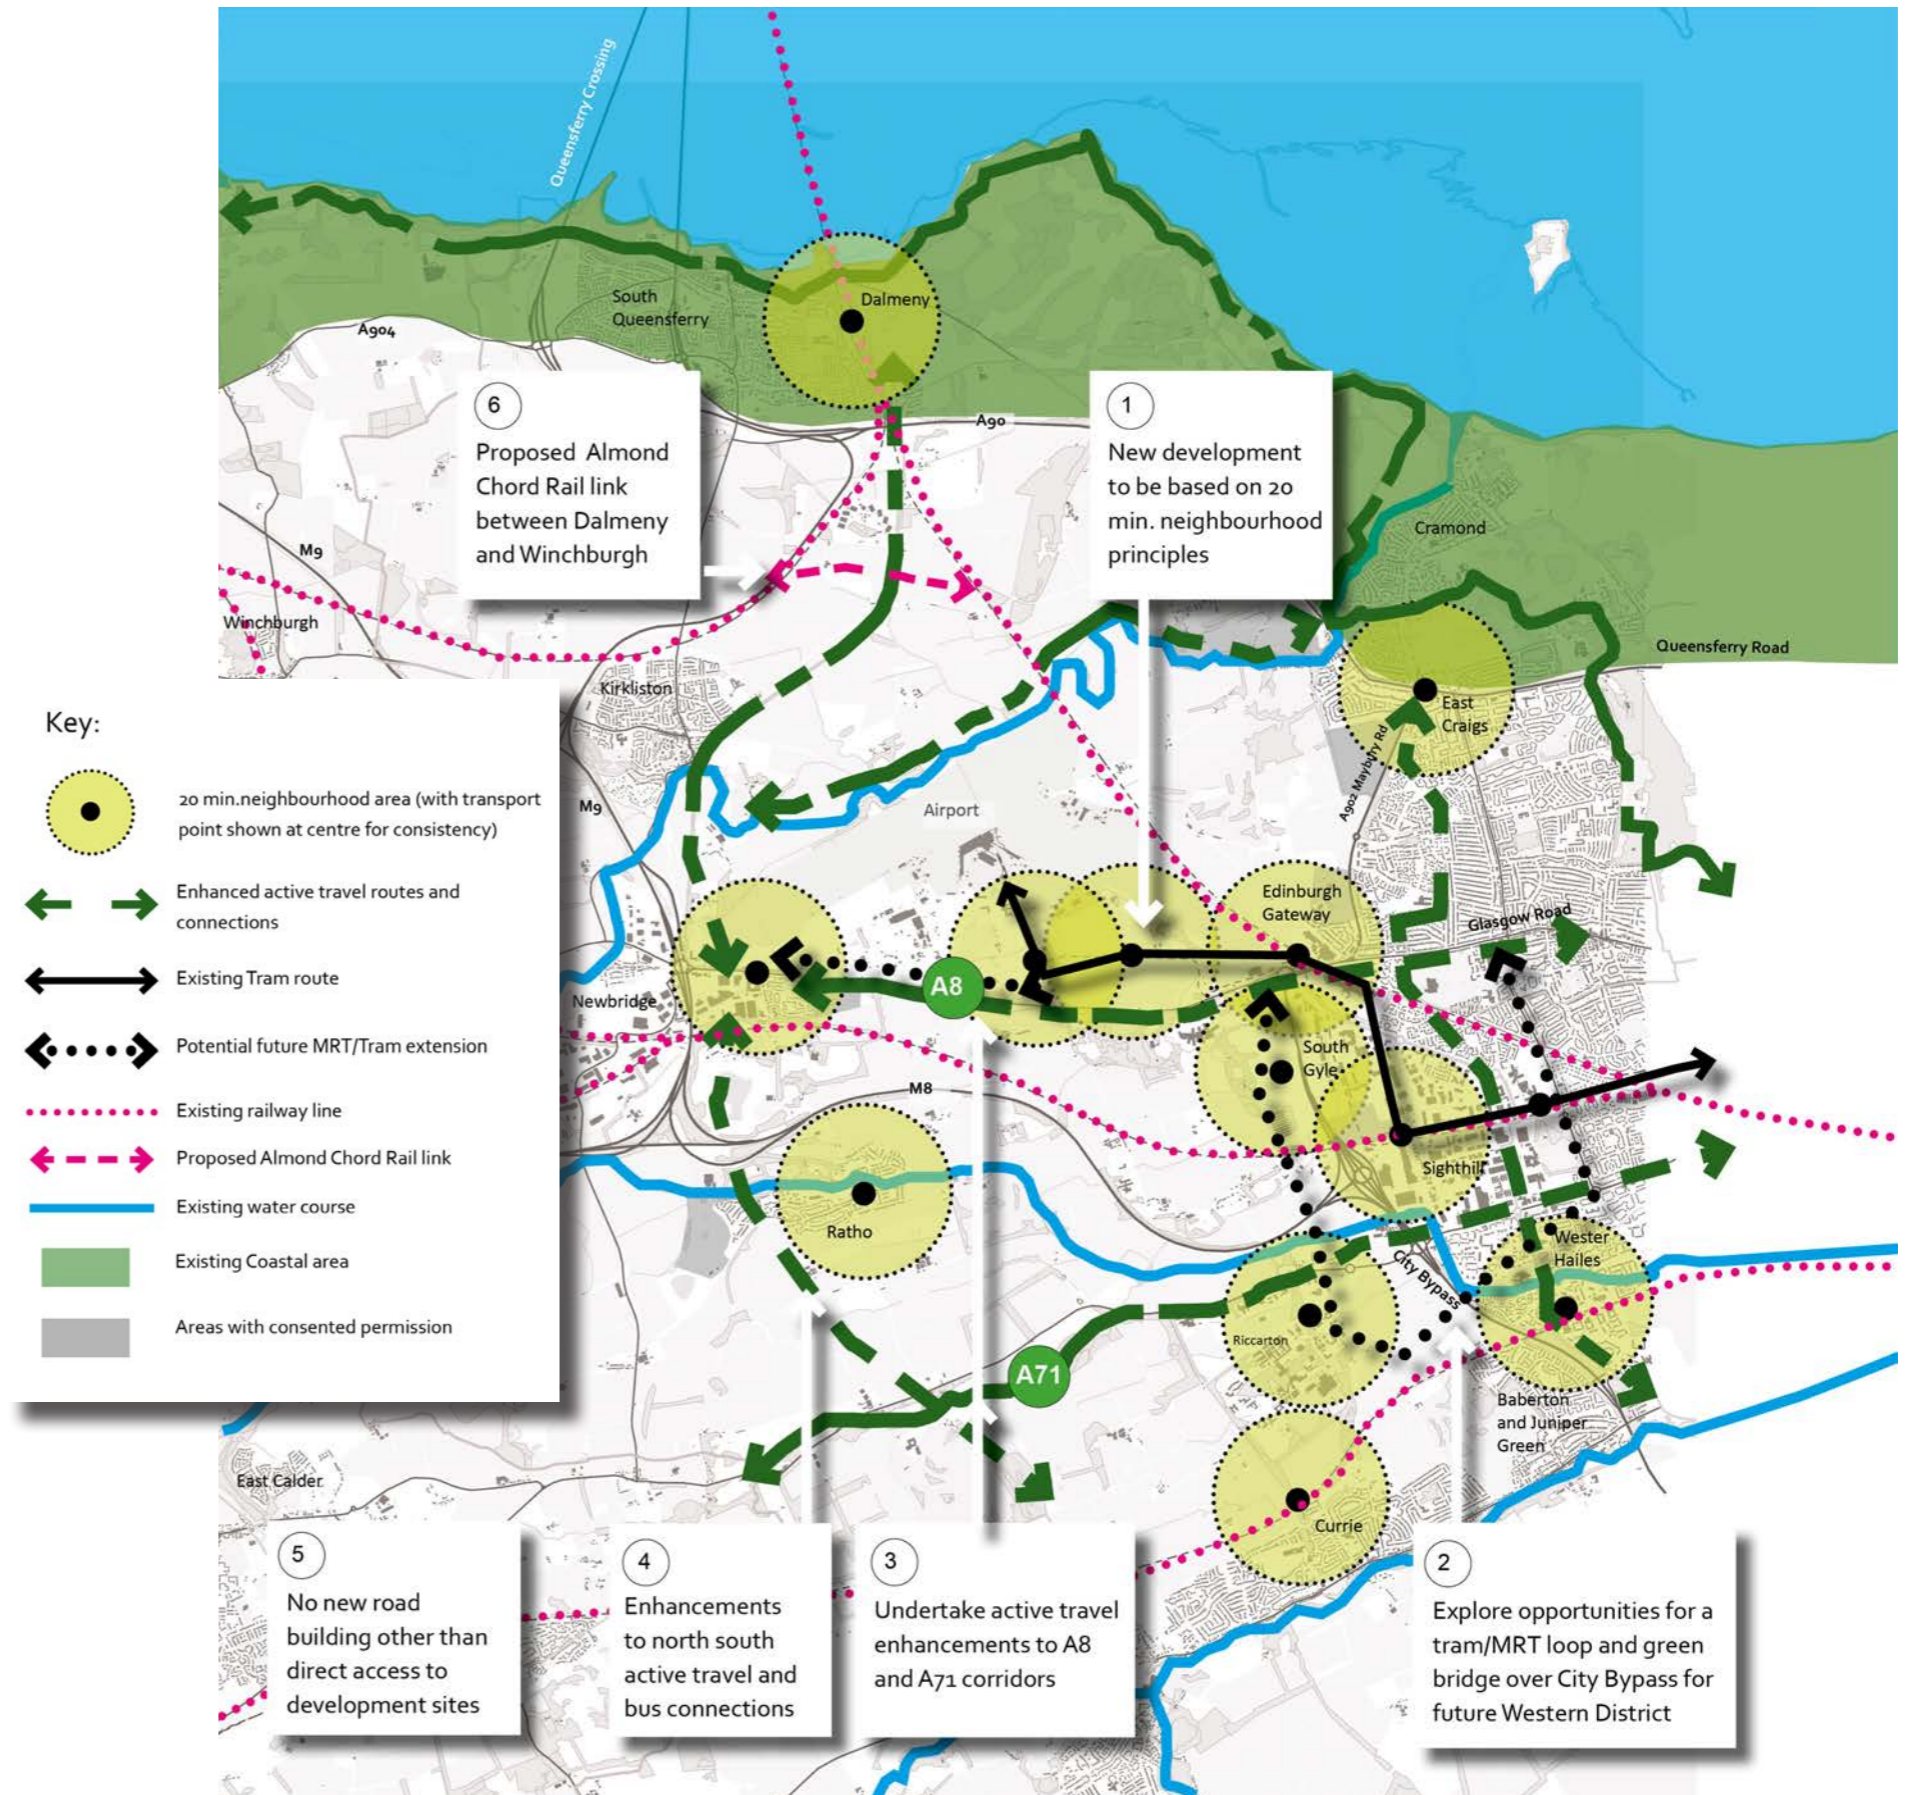 Queensferry Crossing
South
Queensferry
Dalmeny
A904
A90
6
Proposed Almond
Chord Rail link
between Dalmeny
and Winchburgh
1
New development
to be based on 20
min. neighbourhood
principles
Cramond
M9
Winchburgh
Queensferry Road
Kirkliston
East
Craigs
A902 Maybury Rd
Key:
20 min.neighbourhood area (with transport
point shown at centre for consistency)
Enhanced active travel routes and
connections
Existing Tram route
Potential future MRT/Tram extension
Existing railway line
Proposed Almond Chord Rail link
Existing water course
Existing Coastal area
Areas with consented permission
M9
Airport
Edinburgh
Gateway
Glasgow Road
A8
Newbridge
South
Gyle
M8
Sighthill
Ratho
Wester
Hailes
City Bypass
Riccarton
A71
Baberton
and Juniper
Green
East Calder
Currie
5
No new road
building other than
direct access to
development sites
4
Enhancements
to north south
active travel and
bus connections
3
Undertake active travel
enhancements to A8
and A71 corridors
2
Explore opportunities for a
tram/MRT loop and green
bridge over City Bypass for
future Western District